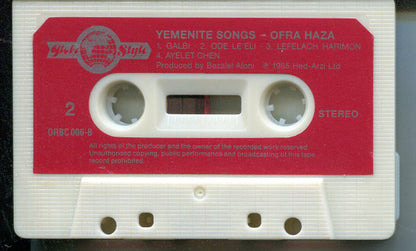 YEMENITE SONGS - OFRA HAZA
Globe Style
1. GALBI · 2. ODE LE'ELI · 3. LEFELACH HARIMON
4. AYELET CHEN
Produced by Bezalel Aloni ℗ 1985 Hed-Arzi Ltd
2
STEREO
ORBC 006-B
All rights of the producer and the owner of the recorded work reserved.
Unauthorised copying, public performance and broadcasting of this tape
record prohibited.